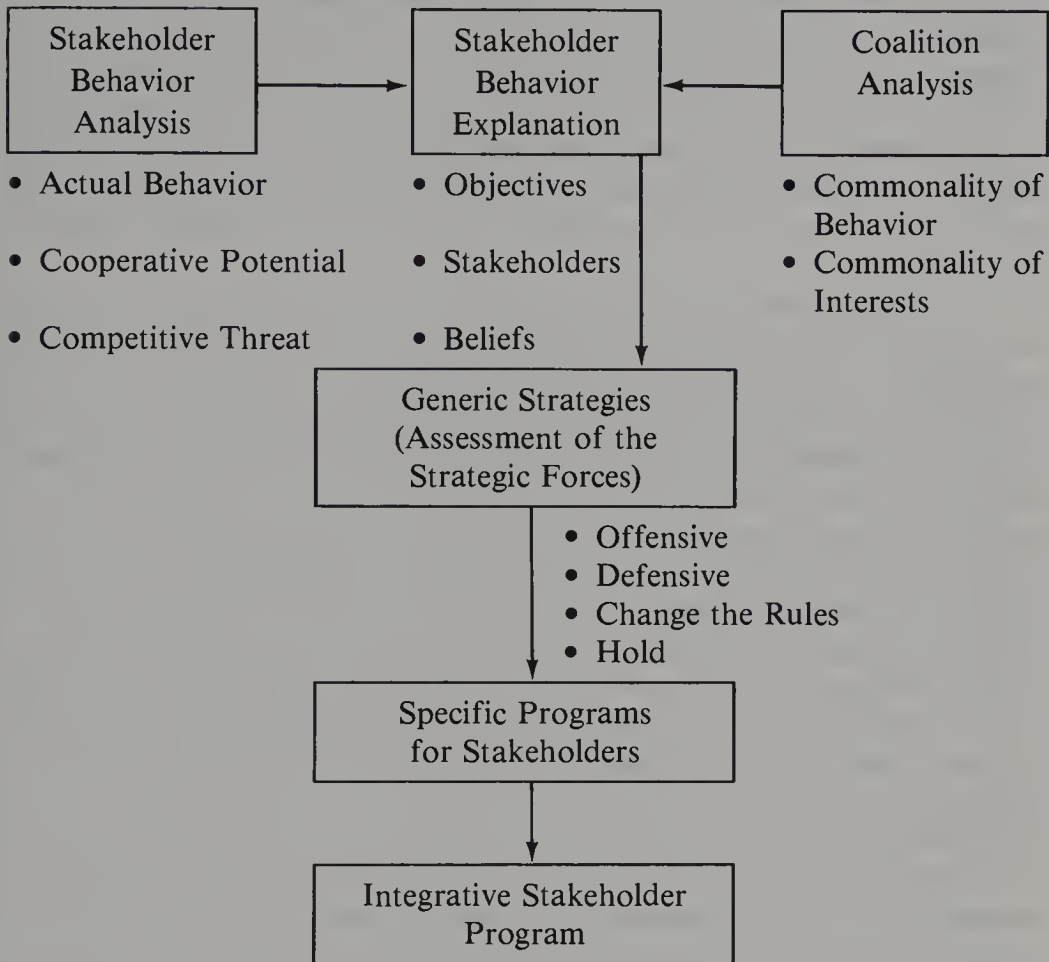 Stakeholder
Behavior
Analysis
Stakeholder
Behavior
Explanation
Coalition
Analysis
• Actual Behavior
• Cooperative Potential
• Competitive Threat
• Objectives
• Stakeholders
• Beliefs
• Commonality of
Behavior
• Commonality of
Interests
Generic Strategies
(Assessment of the
Strategic Forces)
• Offensive
• Defensive
• Change the Rules
• Hold
Specific Programs
for Stakeholders
Integrative Stakeholder
Program